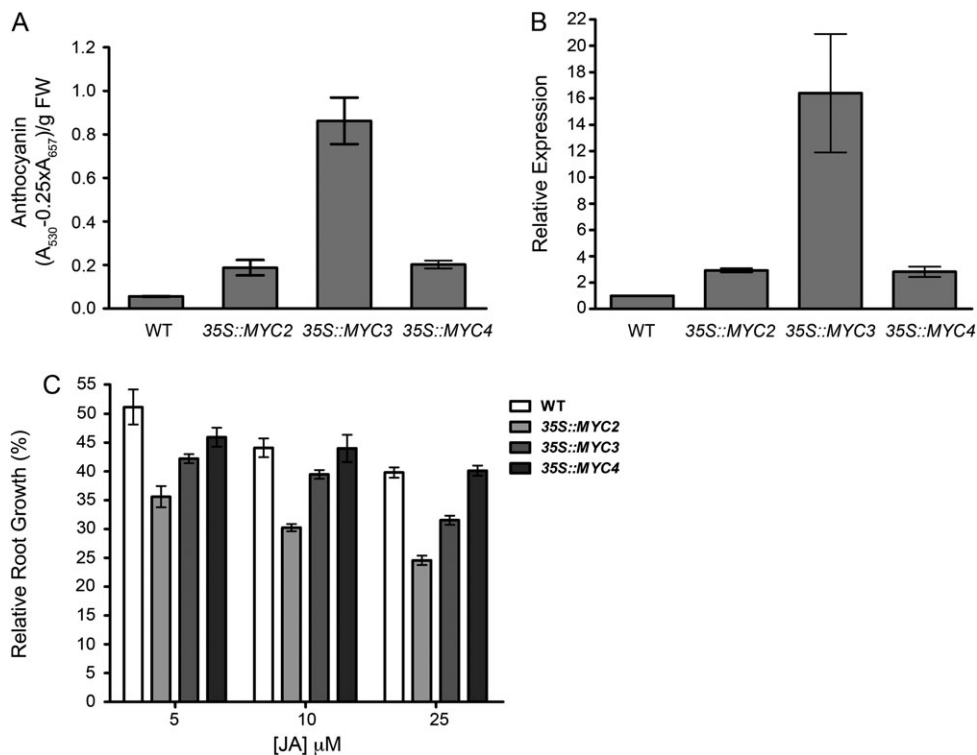 A
Anthocyanin
(A530-0.25xA657)/g FW
1.2
1.0
0.8
0.6
0.4
0.2
0.0
WT
35S::MYC2
35S::MYC3
35S::MYC4
B
Relative Expression
22
20
18
16
14
12
10
8
6
4
2
0
WT
35S::MYC2
35S::MYC3
35S::MYC4
C
Relative Root Growth (%)
55
50
45
40
35
30
25
20
15
10
5
0
5
10
25
[JA] μM
WT
35S::MYC2
35S::MYC3
35S::MYC4